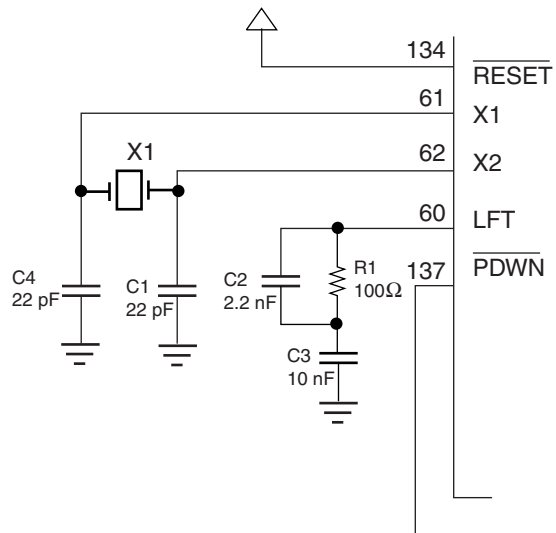 134
RESET
61
X1
X1
62
X2
60
LFT
C4
22 pF
C1
22 pF
C2
2.2 nF
R1
100Ω
137
PDWN
C3
10 nF